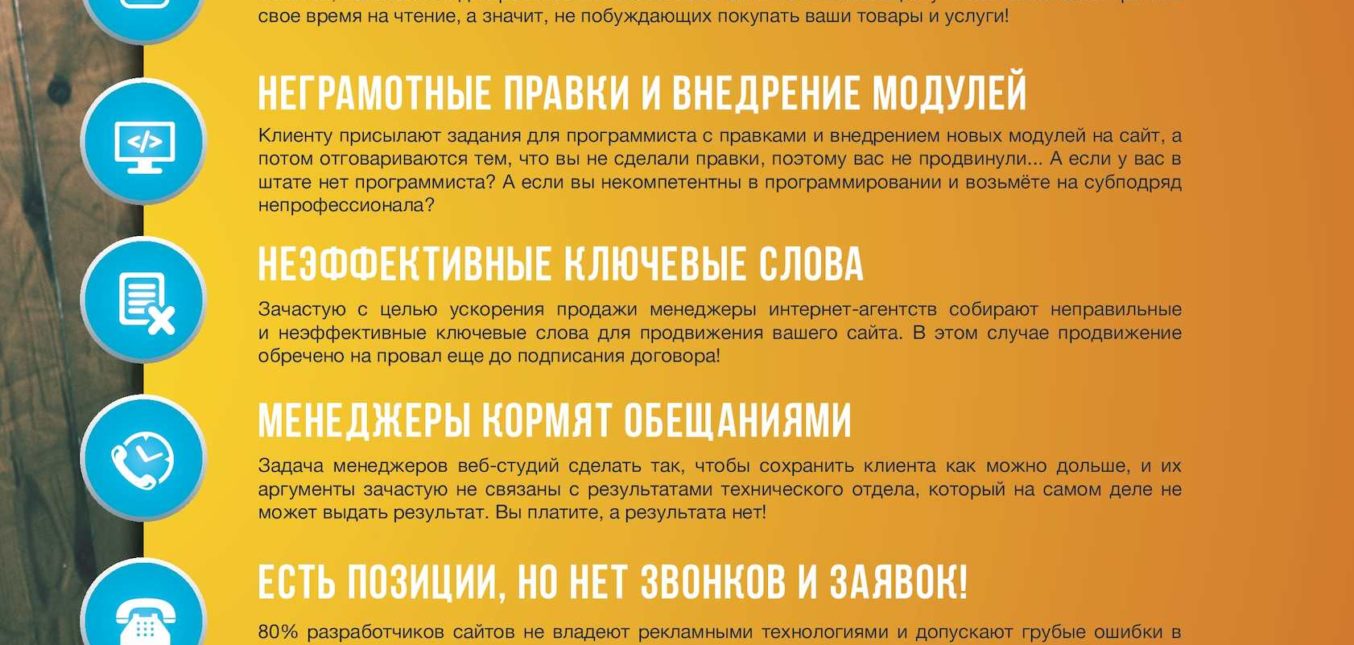 свое время на чтение, а значит, не побуждающих покупать ваши товары и услуги!
НЕГРАМОТНЫЕ ПРАВКИ И ВНЕДРЕНИЕ МОДУЛЕЙ
Клиенту присылают задания для программиста с правками и внедрением новых модулей на сайт, а
потом отговариваются тем, что вы не сделали правки, поэтому вас не продвинули... А если у вас в
штате нет программиста? А если вы некомпетентны в программировании и возьмёте на субподряд
непрофессионала?
НЕЭФФЕКТИВНЫЕ КЛЮЧЕВЫЕ СЛОВА
Зачастую с целью ускорения продажи менеджеры интернет-агентств собирают неправильные
и неэффективные ключевые слова для продвижения вашего сайта. В этом случае продвижение
обречено на провал еще до подписания договора!
МЕНЕДЖЕРЫ КОРМЯТ ОБЕЩАНИЯМИ
Задача менеджеров веб-студий сделать так, чтобы сохранить клиента как можно дольше, и их
аргументы зачастую не связаны с результатами технического отдела, который на самом деле не
может выдать результат. Вы платите, а результата нет!
ЕСТЬ ПОЗИЦИИ, НО НЕТ ЗВОНКОВ И ЗАЯВОК!
80% разработчиков сайтов не владеют рекламными технологиями и допускают грубые ошибки в